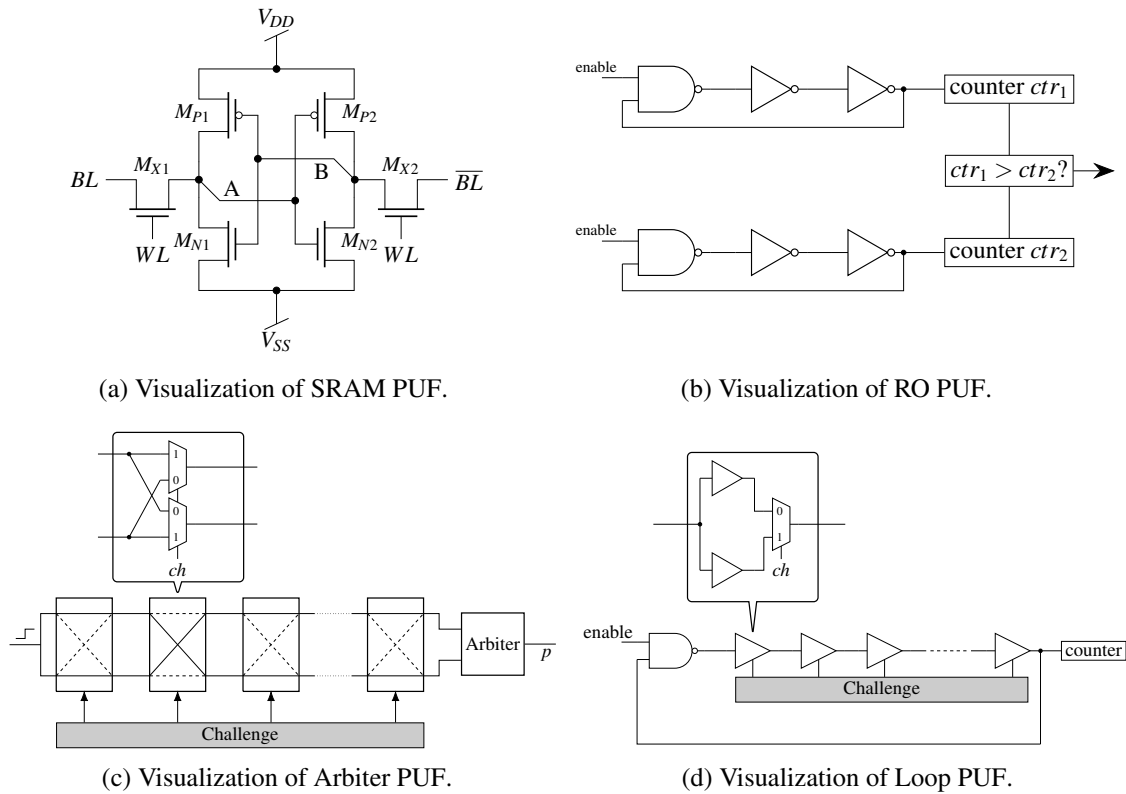 V_DD
M_P1
M_P2
M_X1
A
B
M_X2
BL
\overline{BL}
WL
M_N1
M_N2
WL
V_SS
(a) Visualization of SRAM PUF.
enable
counter ctr_1
ctr_1 > ctr_2?
enable
counter ctr_2
(b) Visualization of RO PUF.
1
0
0
1
ch
Arbiter
p
Challenge
(c) Visualization of Arbiter PUF.
0
1
ch
enable
counter
Challenge
(d) Visualization of Loop PUF.